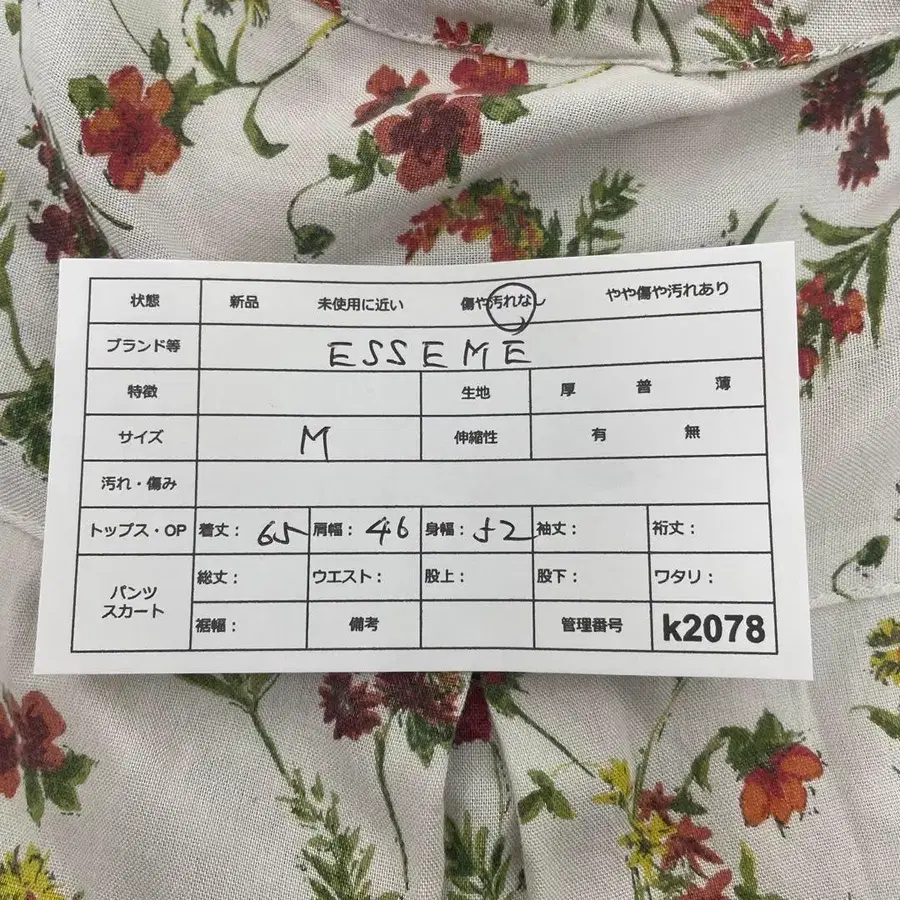 状態 新品 未使用に近い 傷や汚れなし やや傷や汚れあり
ブランド等 ESSEME
特徴 生地 厚 普 薄
サイズ M 伸縮性 有 無
汚れ・傷み
トップス・OP 着丈: 65 肩幅: 46 身幅: 52 袖丈: 裄丈:
パンツ
スカート
総丈: ウエスト: 股上: 股下: ワタリ:
裾幅: 備考 管理番号 k2078